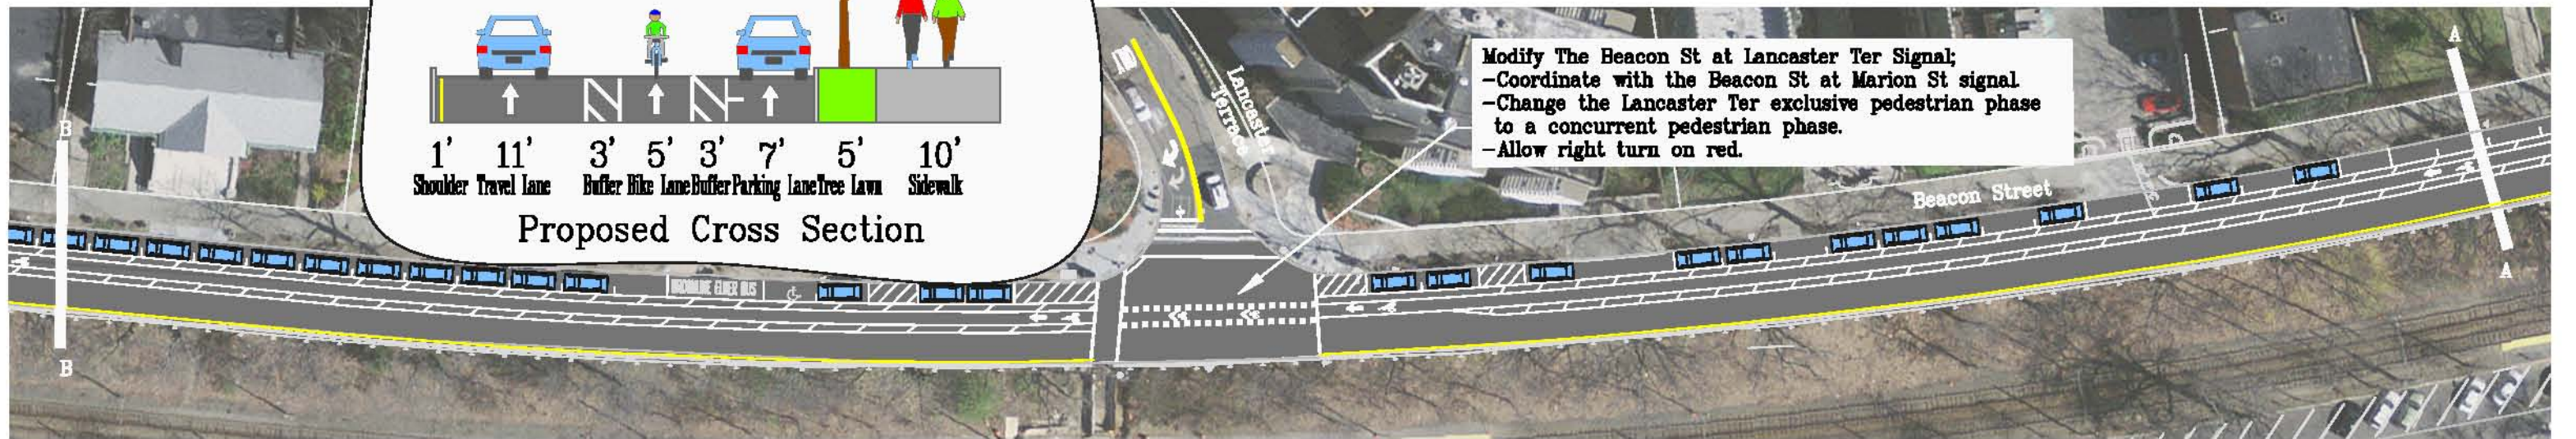 1' 11' 3' 5' 3' 7' 5' 10'
Shoulder Travel Lane Buffer Bike Lane Buffer Parking Lane Tree Lawn Sidewalk
Proposed Cross Section
Lancaster
Terrace
Modify The Beacon St at Lancaster Ter Signal;
-Coordinate with the Beacon St at Marion St signal.
-Change the Lancaster Ter exclusive pedestrian phase
to a concurrent pedestrian phase.
-Allow right turn on red.
Beacon Street
BROOKLINE ELDER BUS
A
A
B
B